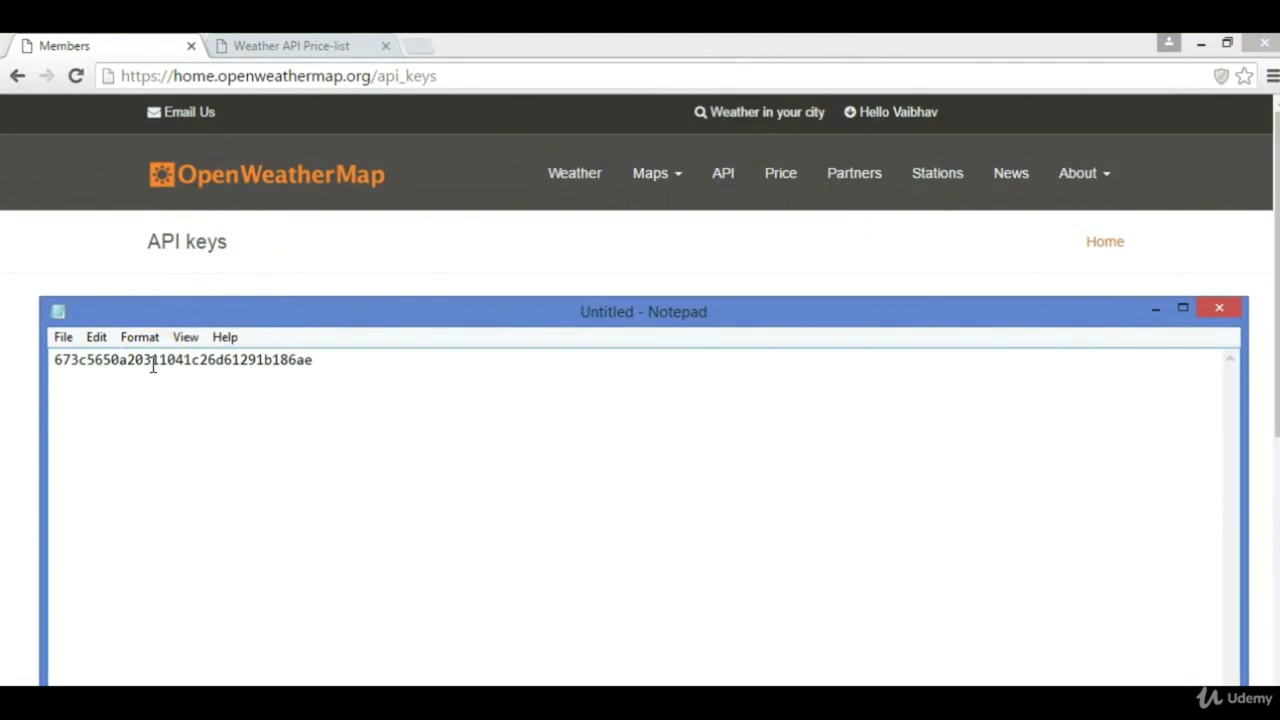 Members
Weather API Price-list
https://home.openweathermap.org/api_keys
Email Us
Weather in your city
Hello Vaibhav
OpenWeatherMap
Weather
Maps
API
Price
Partners
Stations
News
About
API keys
Home
Untitled - Notepad
File
Edit
Format
View
Help
673c5650a20311041c26d61291b186ae
Udemy